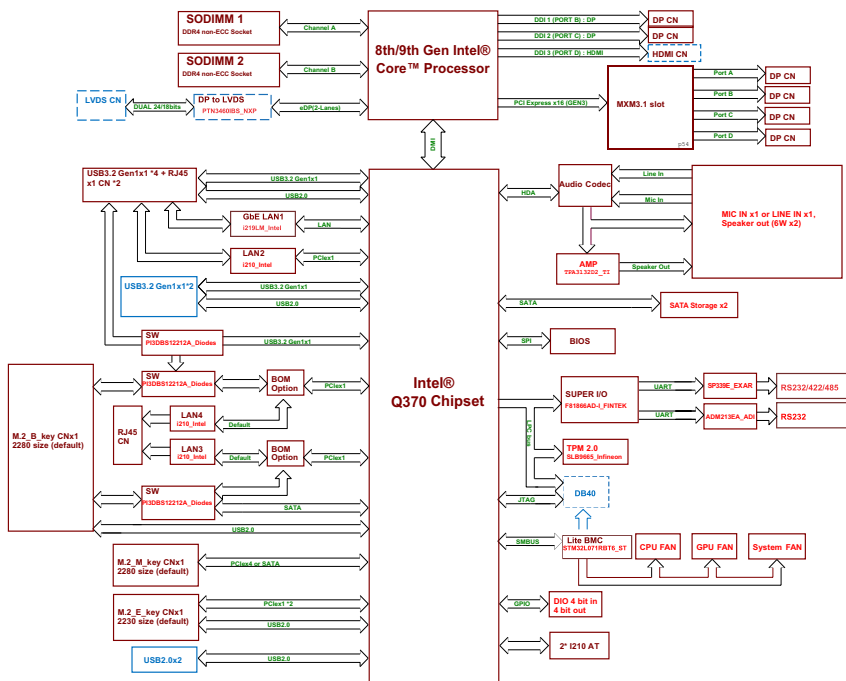 SODIMM 1
DDR4 non-ECC Socket
Channel A
SODIMM 2
DDR4 non-ECC Socket
Channel B
LVDS CN
DUAL 24/18bits
DP to LVDS
PTN3460IBS_NXP
eDP(2-Lanes)
8th/9th Gen Intel®
Core™ Processor
DDI 1 (PORT B) : DP
DP CN
DDI 2 (PORT C) : DP
DP CN
DDI 3 (PORT D) : HDMI
HDMI CN
PCI Express x16 (GEN3)
MXM3.1 slot
p54
Port A
DP CN
Port B
DP CN
Port C
DP CN
Port D
DP CN
DMI
USB3.2 Gen1x1 *4 + RJ45
x1 CN *2
USB3.2 Gen1x1
USB2.0
GbE LAN1
i219LM_Intel
LAN
LAN2
i210_Intel
PCIex1
USB3.2 Gen1x1*2
USB3.2 Gen1x1
USB2.0
SW
PI3DBS12212A_Diodes
USB3.2 Gen1x1
SW
PI3DBS12212A_Diodes
BOM
Option
PCIex1
M.2_B_key CNx1
2280 size (default)
RJ45
CN
LAN4
i210_Intel
Default
LAN3
i210_Intel
Default
BOM
Option
PCIex1
SW
PI3DBS12212A_Diodes
SATA
USB2.0
M.2_M_key CNx1
2280 size (default)
PCIex4 or SATA
M.2_E_key CNx1
2230 size (default)
PCIex1 *2
USB2.0
USB2.0x2
USB2.0
Intel®
Q370 Chipset
HDA
Audio Codec
Line In
Mic In
MIC IN x1 or LINE IN x1,
Speaker out (6W x2)
AMP
TPA3132D2_TI
Speaker Out
SATA
SATA Storage x2
SPI
BIOS
SUPER I/O
F81866AD-I_FINTEK
UART
SP339E_EXAR
RS232/422/485
UART
ADM213EA_ADI
RS232
LPC bus
TPM 2.0
SLB9665_Infineon
JTAG
DB40
SMBUS
Lite BMC
STM32L071RBT6_ST
CPU FAN
GPU FAN
System FAN
GPIO
DIO 4 bit in
4 bit out
2* I210 AT